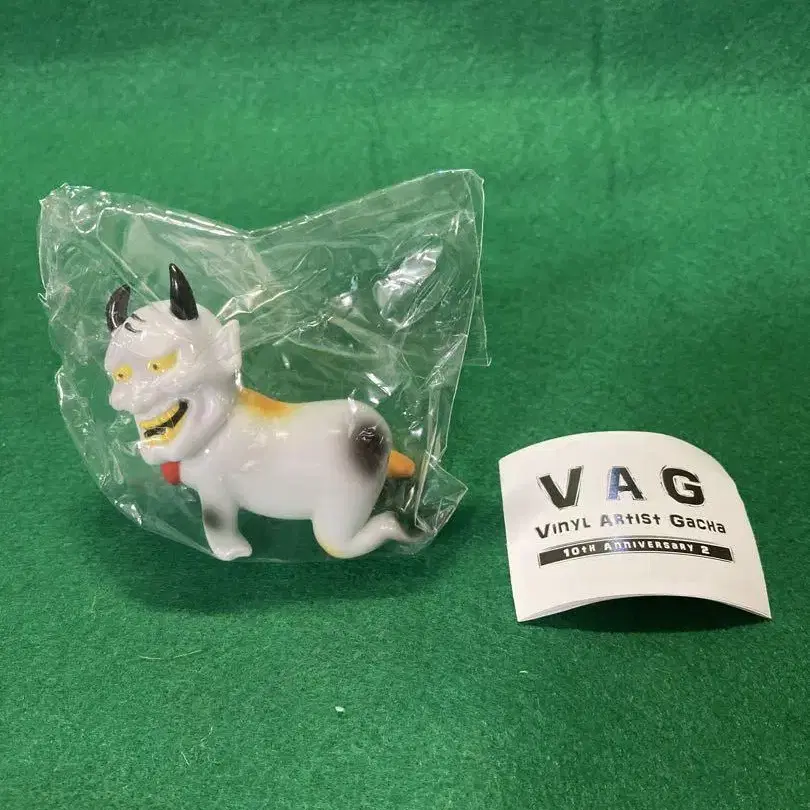 VAG
Vinyl Artist Gacha
10th Anniversary 2